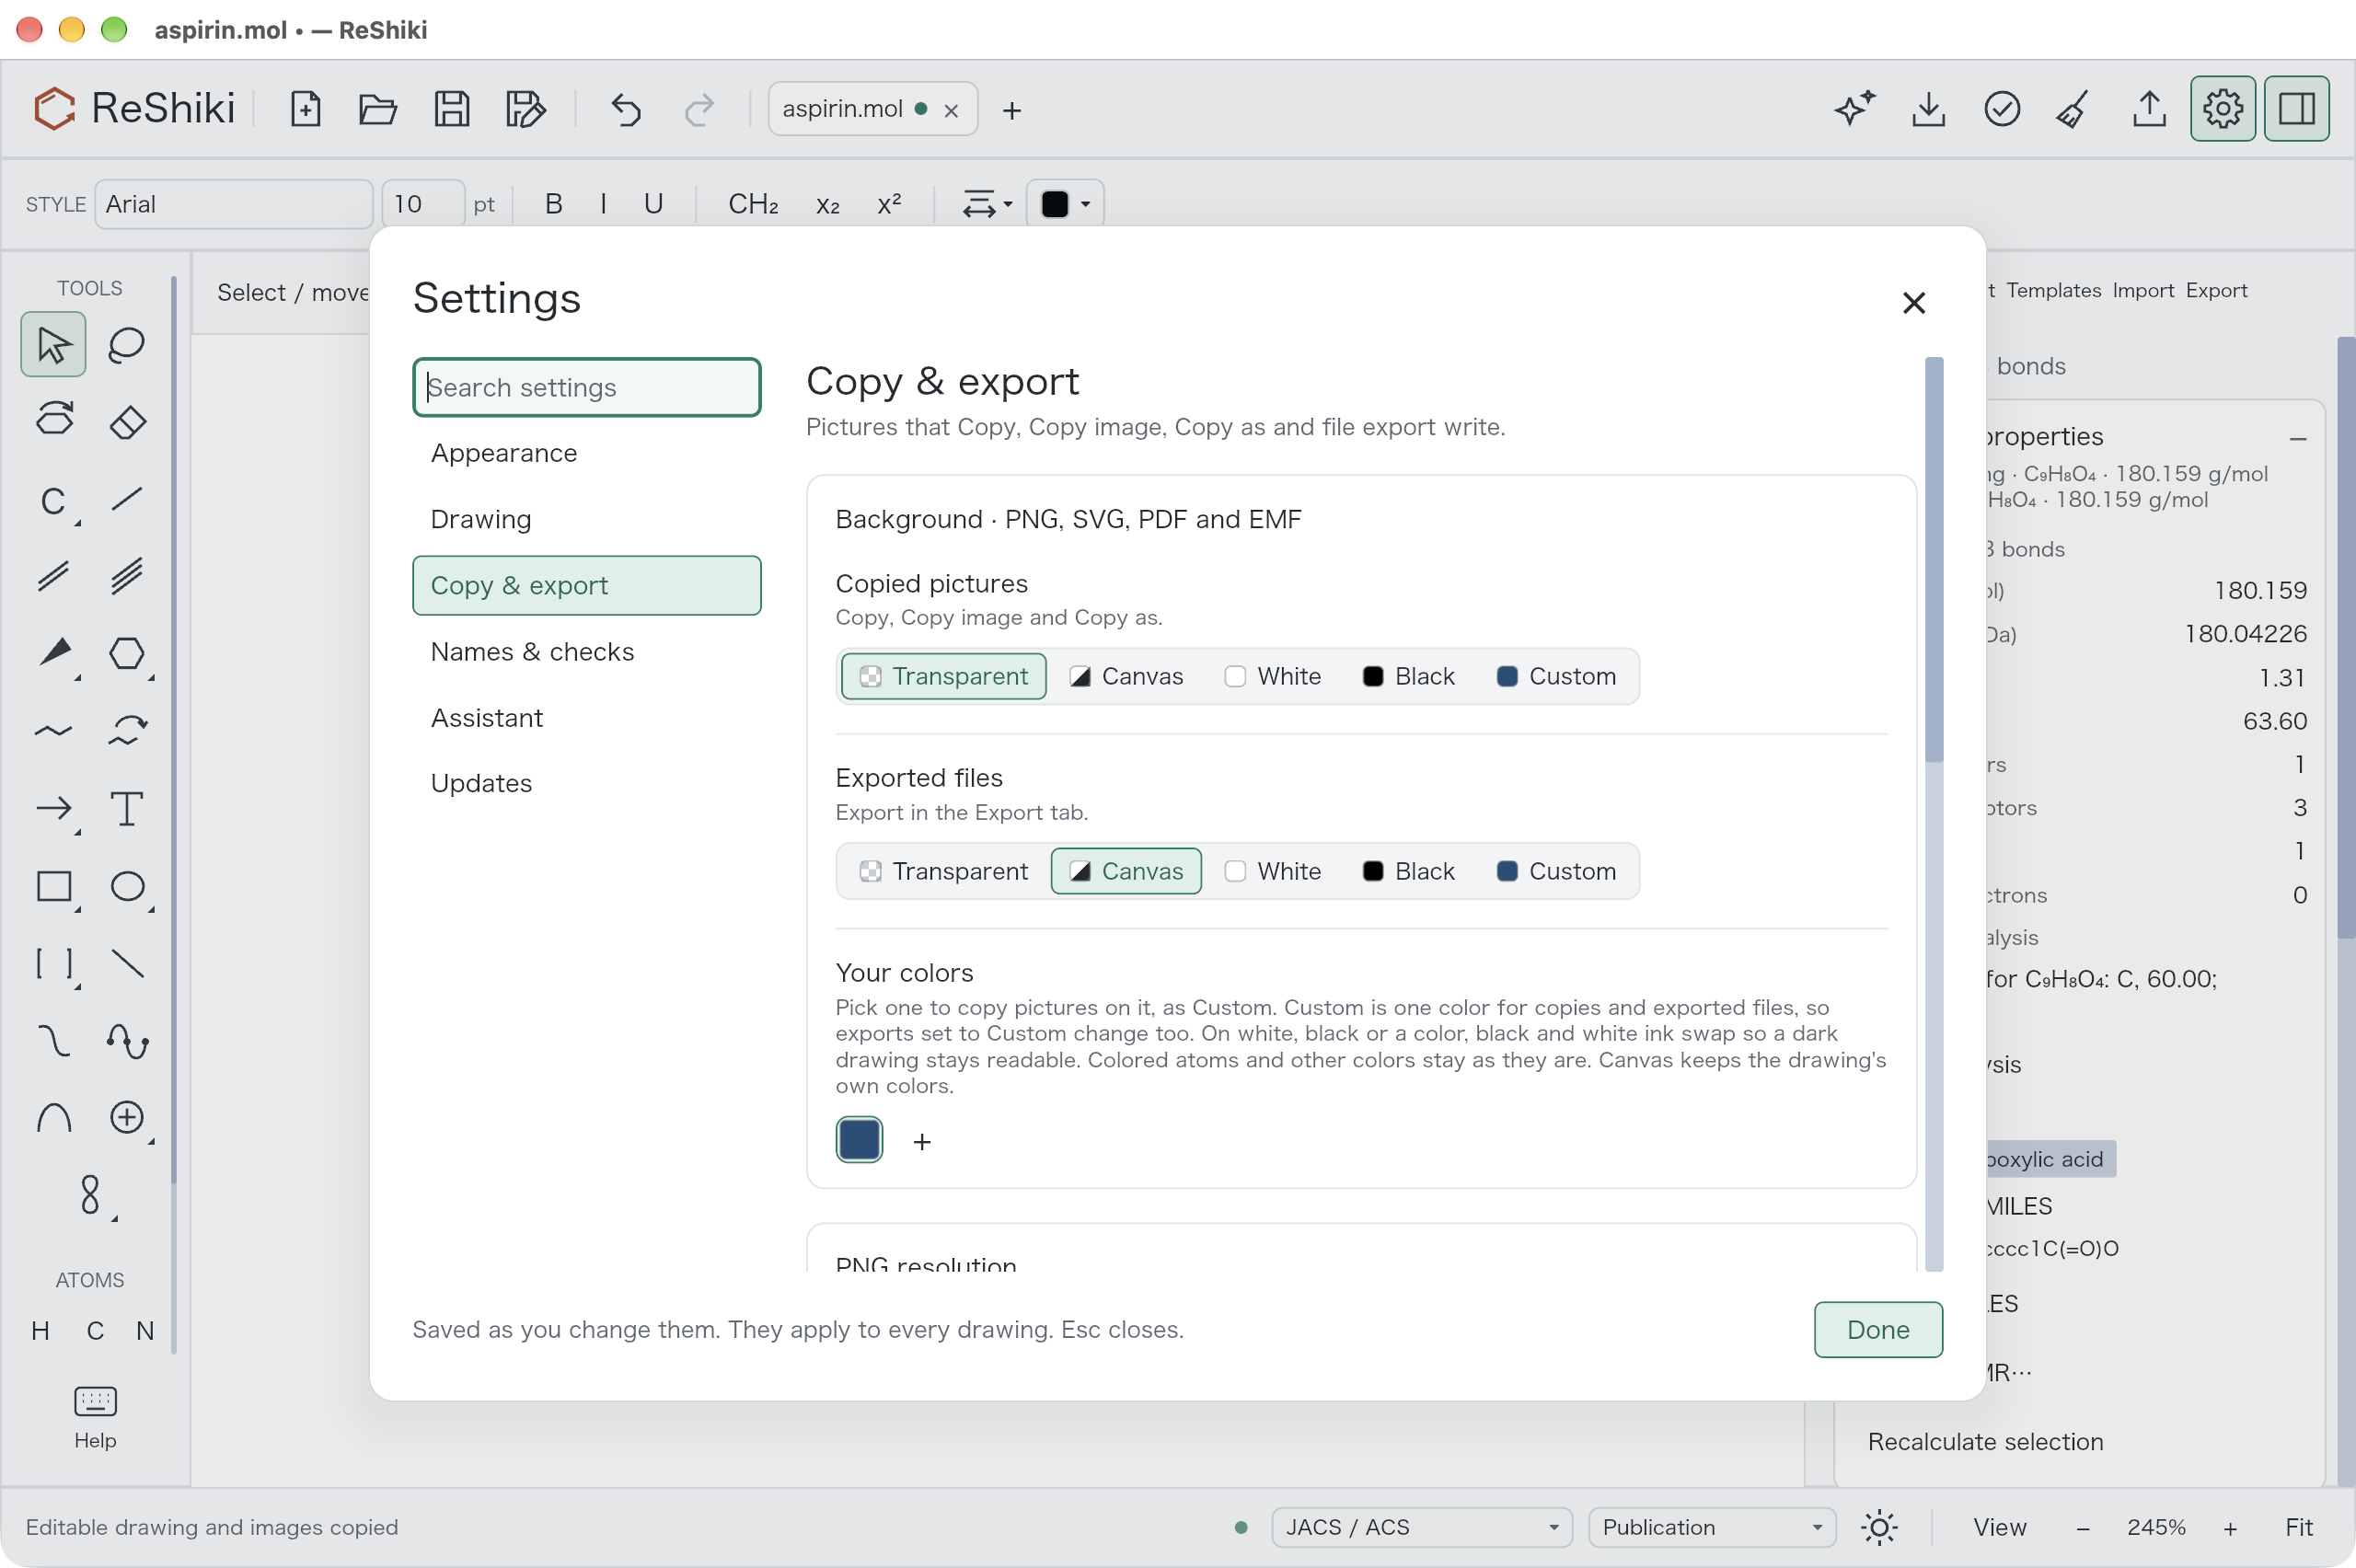 aspirin.mol • — ReShiki
ReShiki
aspirin.mol
STYLE Arial 10 pt B I U CH₂ x₂ x²
TOOLS
Select / move
C
ATOMS
H C N
Help
Settings
Search settings
Appearance
Drawing
Copy & export
Names & checks
Assistant
Updates
Copy & export
Pictures that Copy, Copy image, Copy as and file export write.
Background · PNG, SVG, PDF and EMF
Copied pictures
Copy, Copy image and Copy as.
Transparent Canvas White Black Custom
Exported files
Export in the Export tab.
Transparent Canvas White Black Custom
Your colors
Pick one to copy pictures on it, as Custom. Custom is one color for copies and exported files, so
exports set to Custom change too. On white, black or a color, black and white ink swap so a dark
drawing stays readable. Colored atoms and other colors stay as they are. Canvas keeps the drawing's
own colors.
+
PNG resolution
Saved as you change them. They apply to every drawing. Esc closes.
Done
Templates Import Export
bonds
properties
· C₉H₈O₄ · 180.159 g/mol
H₈O₄ · 180.159 g/mol
bonds
180.159
180.04226
1.31
63.60
1
3
1
0
for C₉H₈O₄: C, 60.00;
acid
cccc1C(=O)O
Recalculate selection
Editable drawing and images copied
JACS / ACS
Publication
View − 245% + Fit